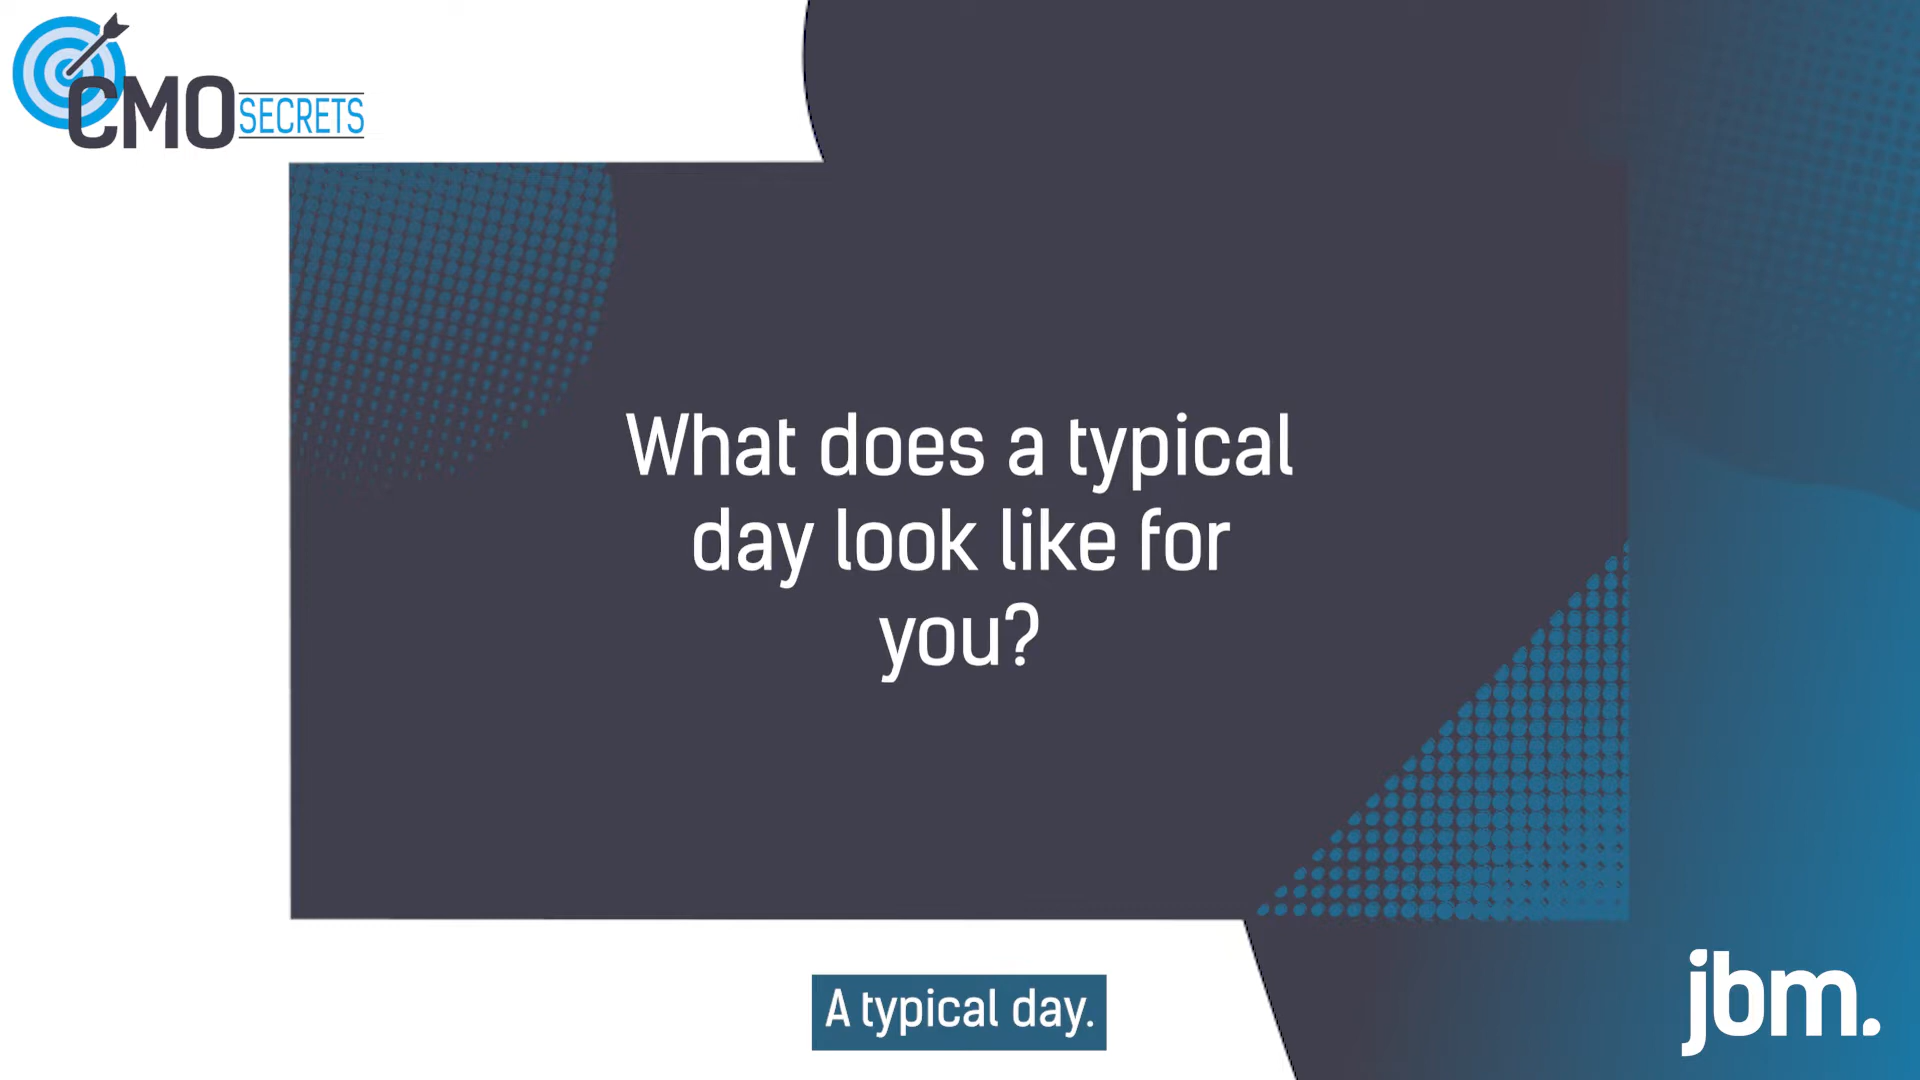 CMO SECRETS
What does a typical
day look like for
you?
A typical day.
jbm.